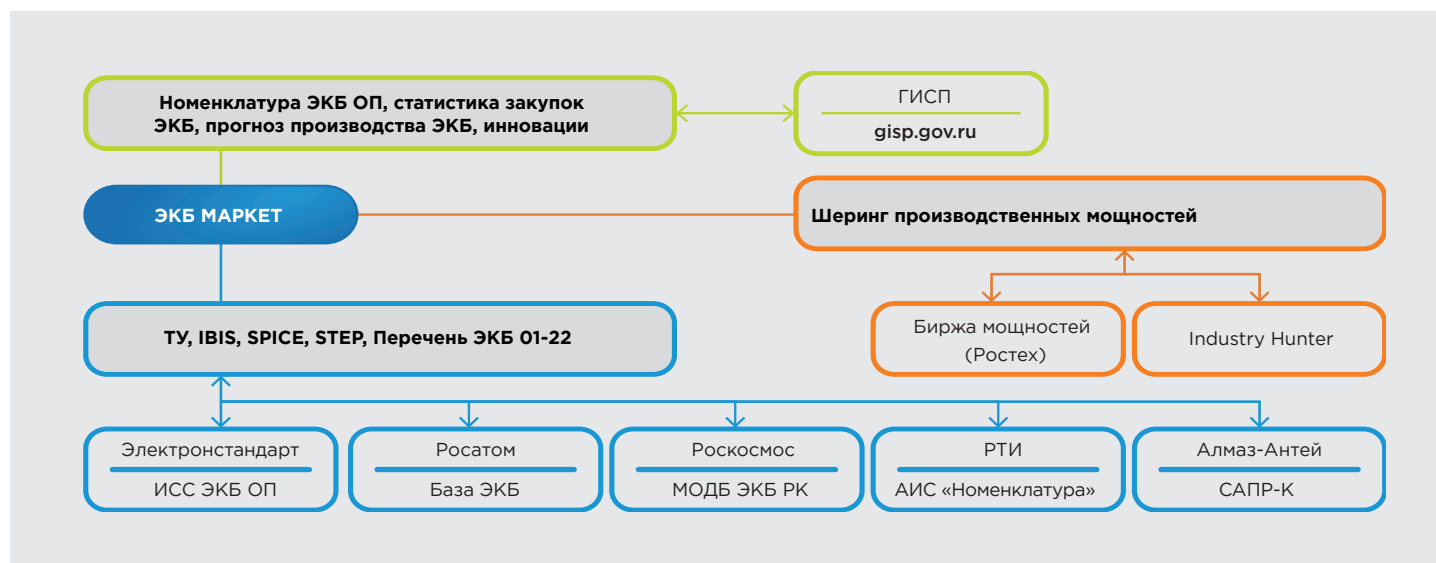 Номенклатура ЭКБ ОП, статистика закупок
ЭКБ, прогноз производства ЭКБ, инновации
ГИСП
gisp.gov.ru
ЭКБ МАРКЕТ
Шеринг производственных мощностей
ТУ, IBIS, SPICE, STEP, Перечень ЭКБ 01-22
Биржа мощностей
(Ростех)
Industry Hunter
Электронстандарт
ИСС ЭКБ ОП
Росатом
База ЭКБ
Роскосмос
МОДБ ЭКБ РК
РТИ
АИС «Номенклатура»
Алмаз-Антей
САПР-К